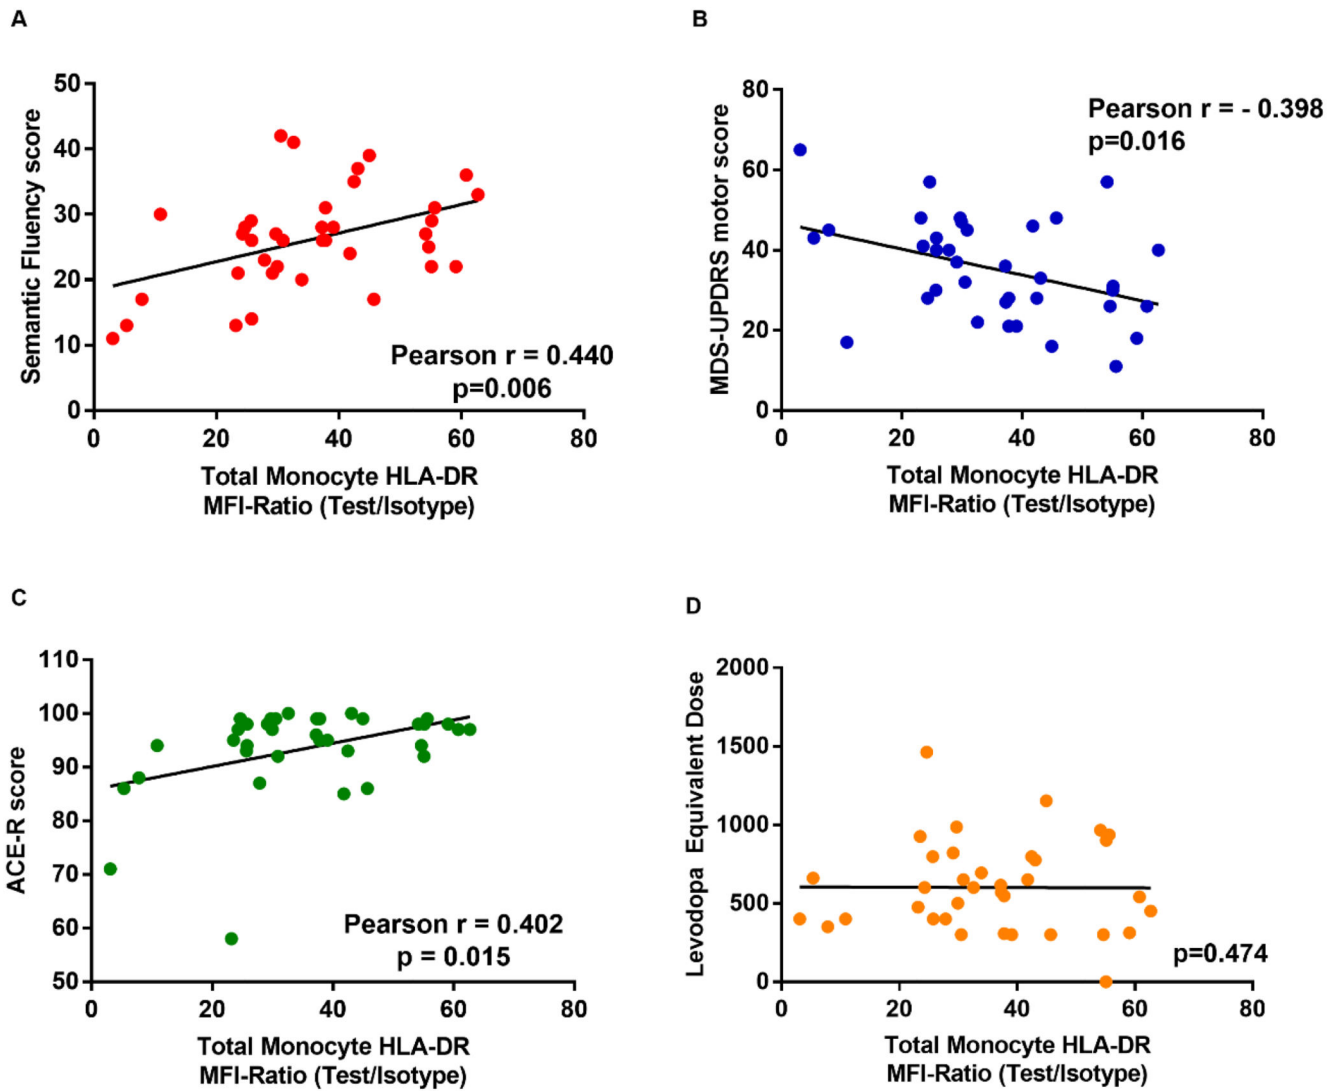 A
50
40
30
20
10
0
Semantic Fluency score
Pearson r = 0.440
p=0.006
0 20 40 60 80
Total Monocyte HLA-DR
MFI-Ratio (Test/Isotype)
B
80
60
40
20
0
MDS-UPDRS motor score
Pearson r = - 0.398
p=0.016
0 20 40 60 80
Total Monocyte HLA-DR
MFI-Ratio (Test/Isotype)
C
110
100
90
80
70
60
50
ACE-R score
Pearson r = 0.402
p = 0.015
0 20 40 60 80
Total Monocyte HLA-DR
MFI-Ratio (Test/Isotype)
D
2000
1500
1000
500
0
Levodopa Equivalent Dose
p=0.474
0 20 40 60 80
Total Monocyte HLA-DR
MFI-Ratio (Test/Isotype)